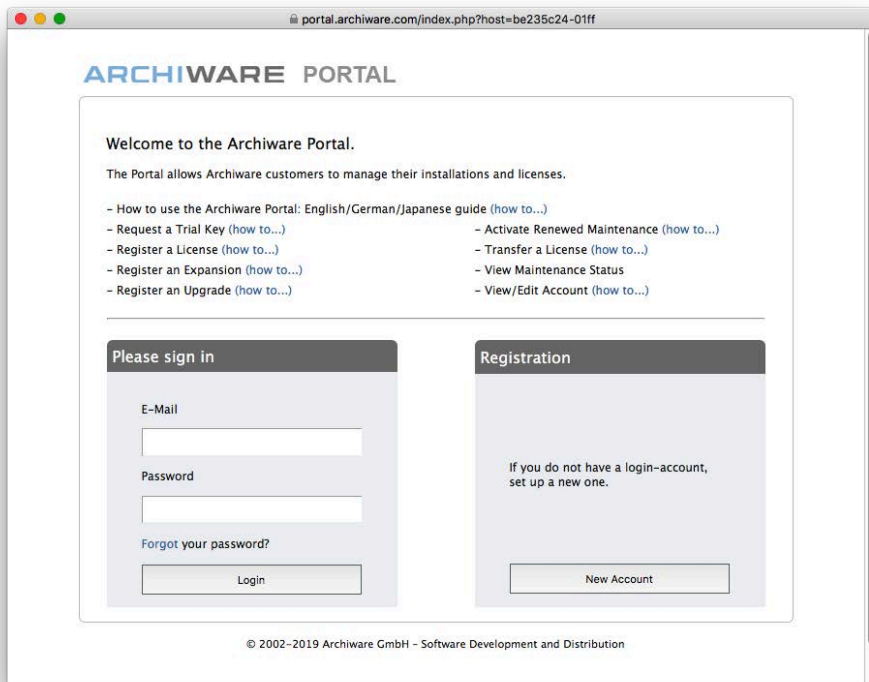 portal.archiware.com/index.php?host=be235c24-01ff
ARCHIWARE PORTAL
Welcome to the Archiware Portal.
The Portal allows Archiware customers to manage their installations and licenses.
– How to use the Archiware Portal: English/German/Japanese guide (how to...)
– Request a Trial Key (how to...)
– Register a License (how to...)
– Register an Expansion (how to...)
– Register an Upgrade (how to...)
– Activate Renewed Maintenance (how to...)
– Transfer a License (how to...)
– View Maintenance Status
– View/Edit Account (how to...)
Please sign in
E-Mail
Password
Forgot your password?
Login
Registration
If you do not have a login-account,
set up a new one.
New Account
© 2002-2019 Archiware GmbH - Software Development and Distribution